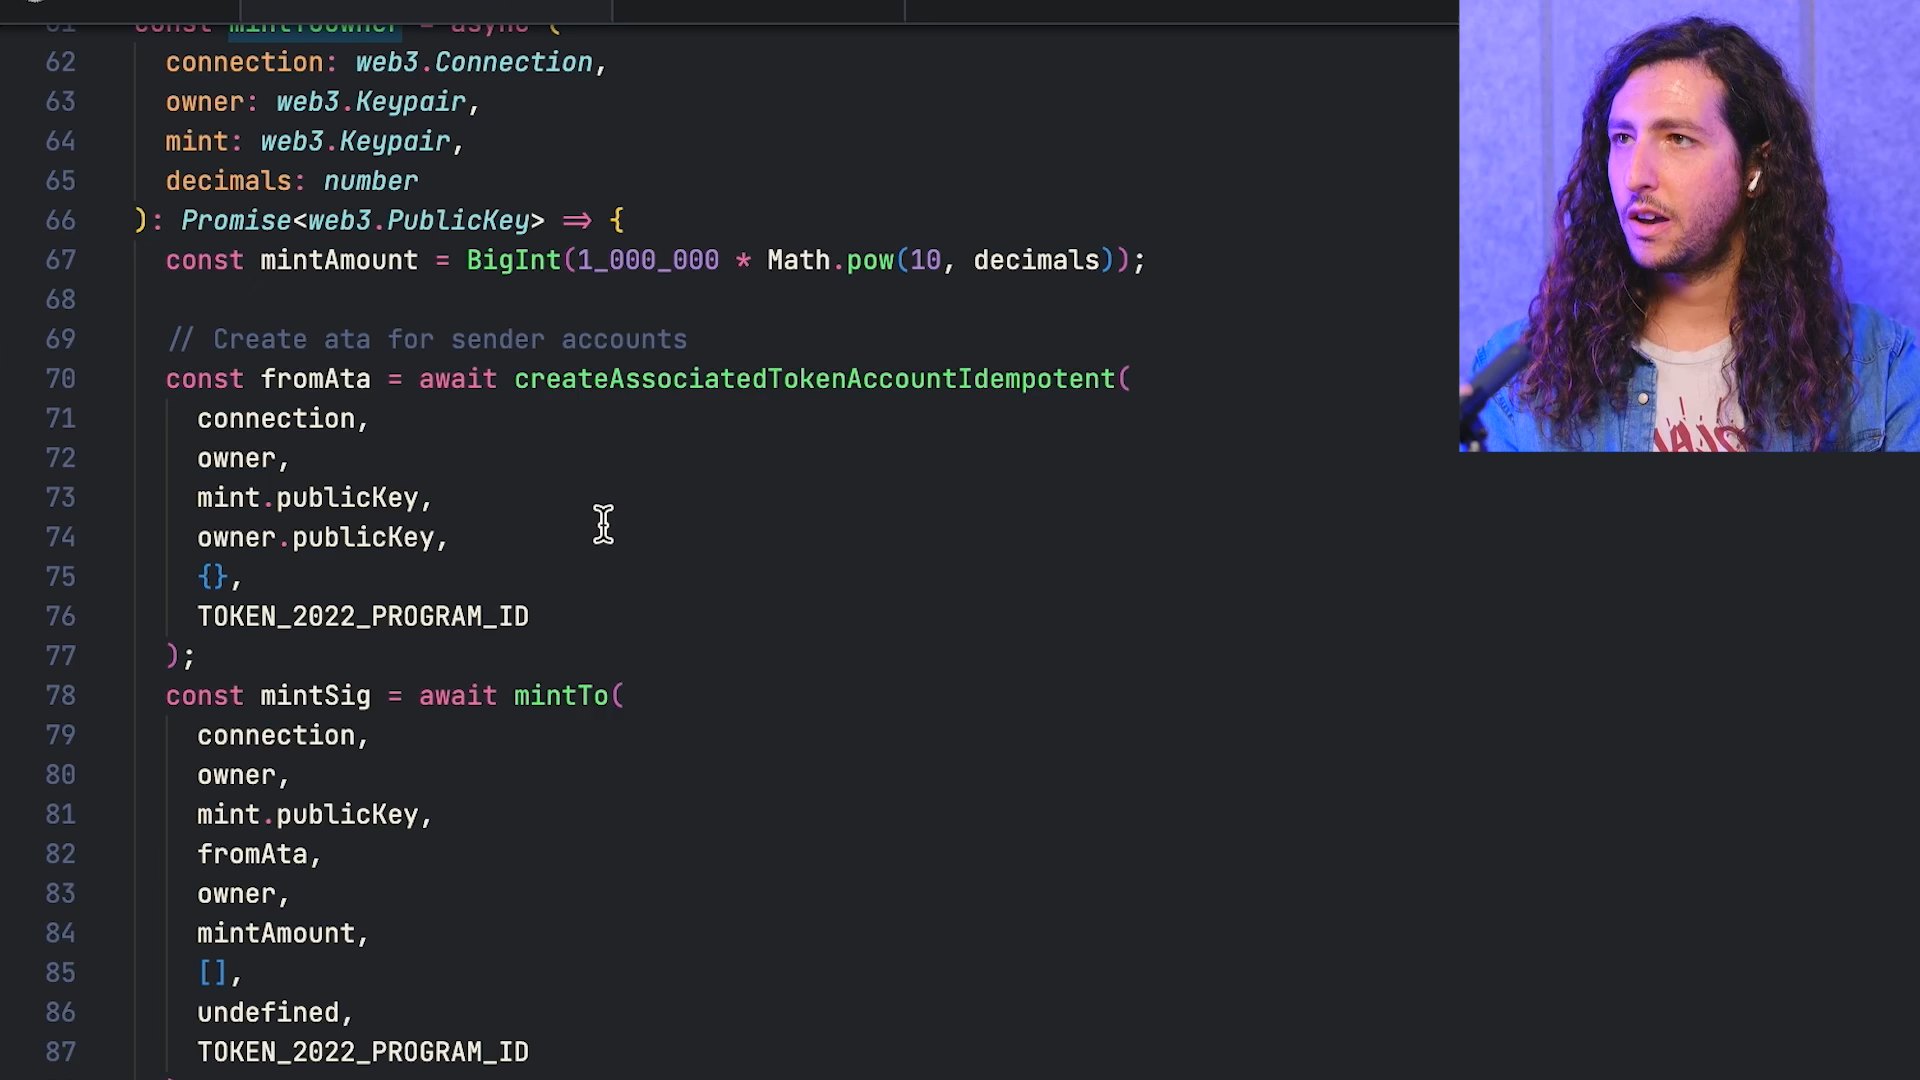 61 const mintToOwner = async (
62 connection: web3.Connection,
63 owner: web3.Keypair,
64 mint: web3.Keypair,
65 decimals: number
66 ): Promise<web3.PublicKey> => {
67 const mintAmount = BigInt(1_000_000 * Math.pow(10, decimals));
68
69 // Create ata for sender accounts
70 const fromAta = await createAssociatedTokenAccountIdempotent(
71 connection,
72 owner,
73 mint.publicKey,
74 owner.publicKey,
75 {},
76 TOKEN_2022_PROGRAM_ID
77 );
78 const mintSig = await mintTo(
79 connection,
80 owner,
81 mint.publicKey,
82 fromAta,
83 owner,
84 mintAmount,
85 [],
86 undefined,
87 TOKEN_2022_PROGRAM_ID